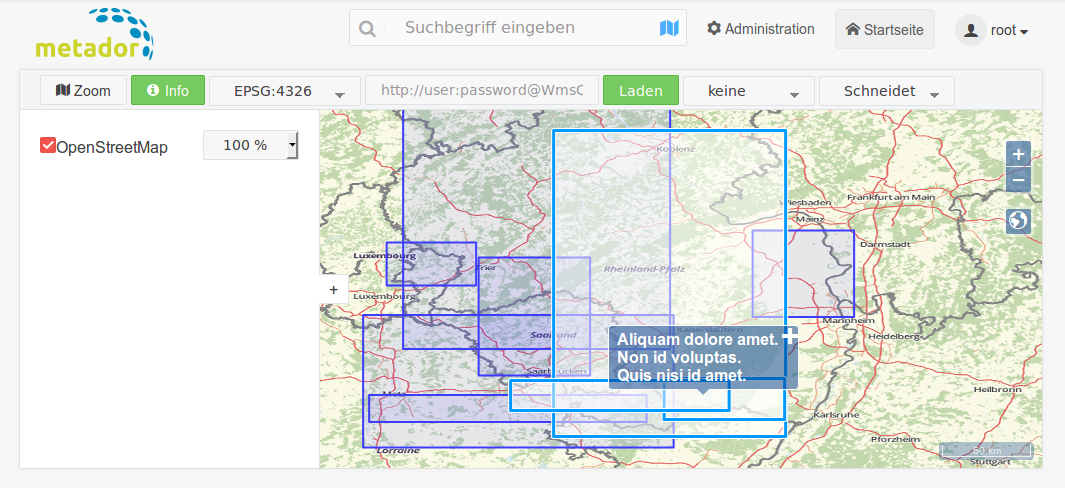 metador
Suchbegriff eingeben
Administration
Startseite
root
Zoom
Info
EPSG:4326
http://user:password@WmsC
Laden
keine
Schneidet
OpenStreetMap
100 %
+
+
−
Koblenz
Wiesbaden
Frankfurt am Main
Mainz
Darmstadt
Luxembourg
Trier
Rheinland-Pfalz
Luxembourg
Mannheim
Kaiserslautern
Saarland
Heidelberg
Aliquam dolore amet.
Non id voluptas.
Quis nisi id amet.
Saarbrücken
Metz
Heilbronn
Karlsruhe
Pforzheim
Lorraine
50 km
Stuttgart